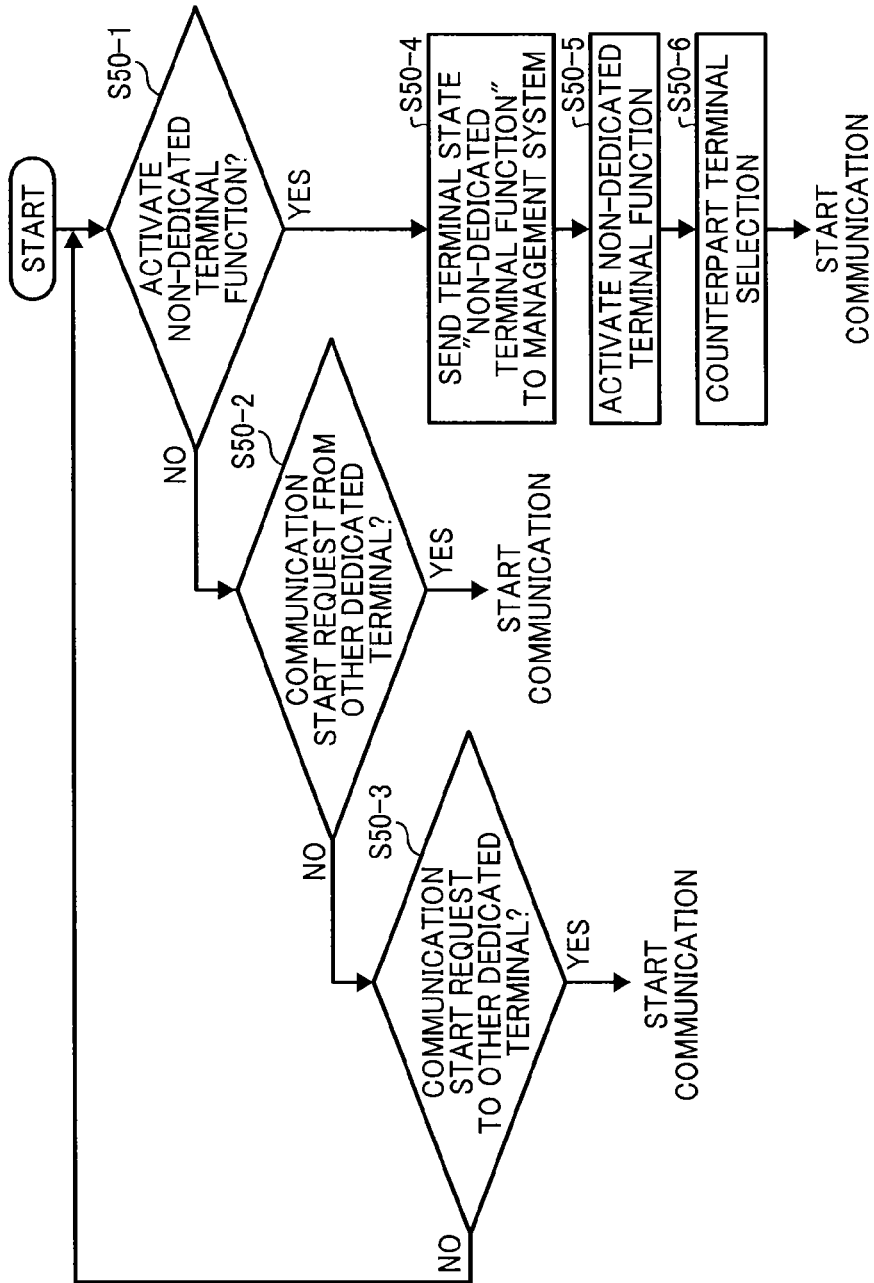 START
S50-1
ACTIVATE
NON-DEDICATED
TERMINAL
FUNCTION?
YES
NO
S50-4
SEND TERMINAL STATE
"NON-DEDICATED
TERMINAL FUNCTION"
TO MANAGEMENT SYSTEM
S50-5
ACTIVATE NON-DEDICATED
TERMINAL FUNCTION
S50-6
COUNTERPART TERMINAL
SELECTION
START
COMMUNICATION
S50-2
COMMUNICATION
START REQUEST FROM
OTHER DEDICATED
TERMINAL?
YES
NO
START
COMMUNICATION
S50-3
COMMUNICATION
START REQUEST
TO OTHER DEDICATED
TERMINAL?
YES
NO
START
COMMUNICATION